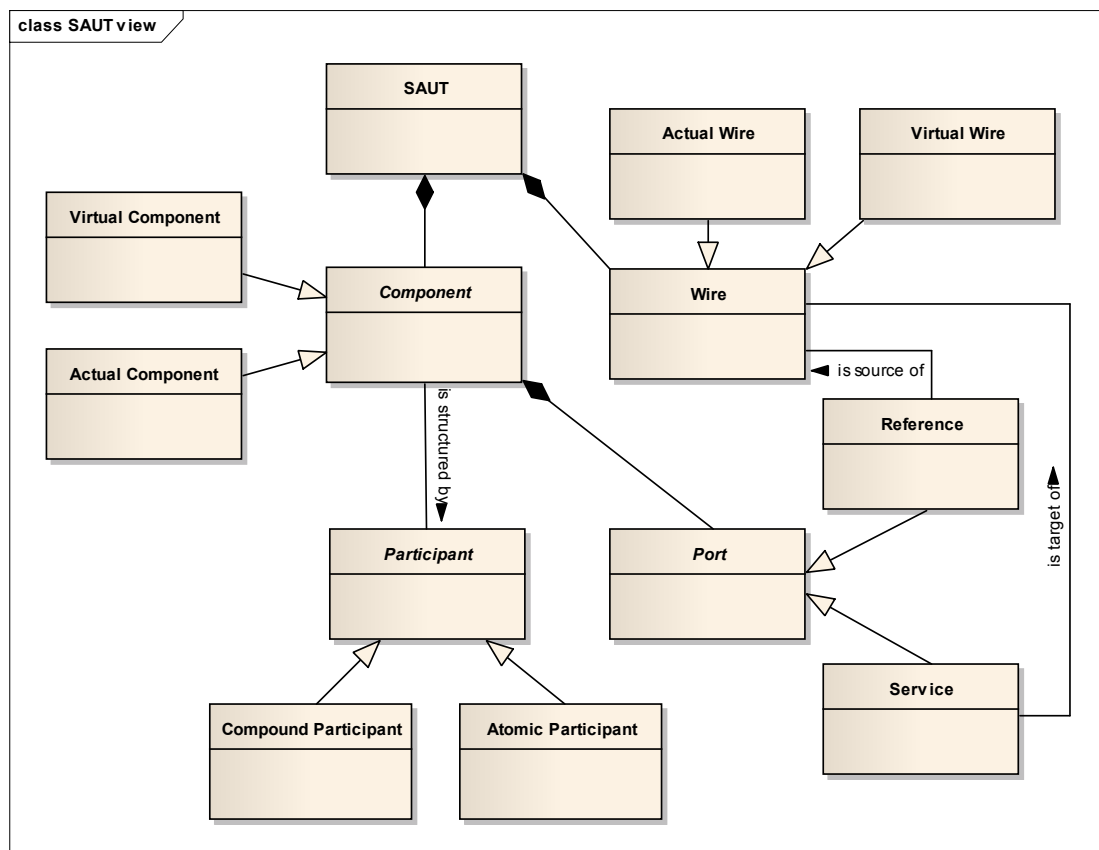 class SAUT view
SAUT
Actual Wire
Virtual Wire
Virtual Component
Component
Wire
Actual Component
is source of
Reference
is structured by
is target of
Participant
Port
Service
Compound Participant
Atomic Participant